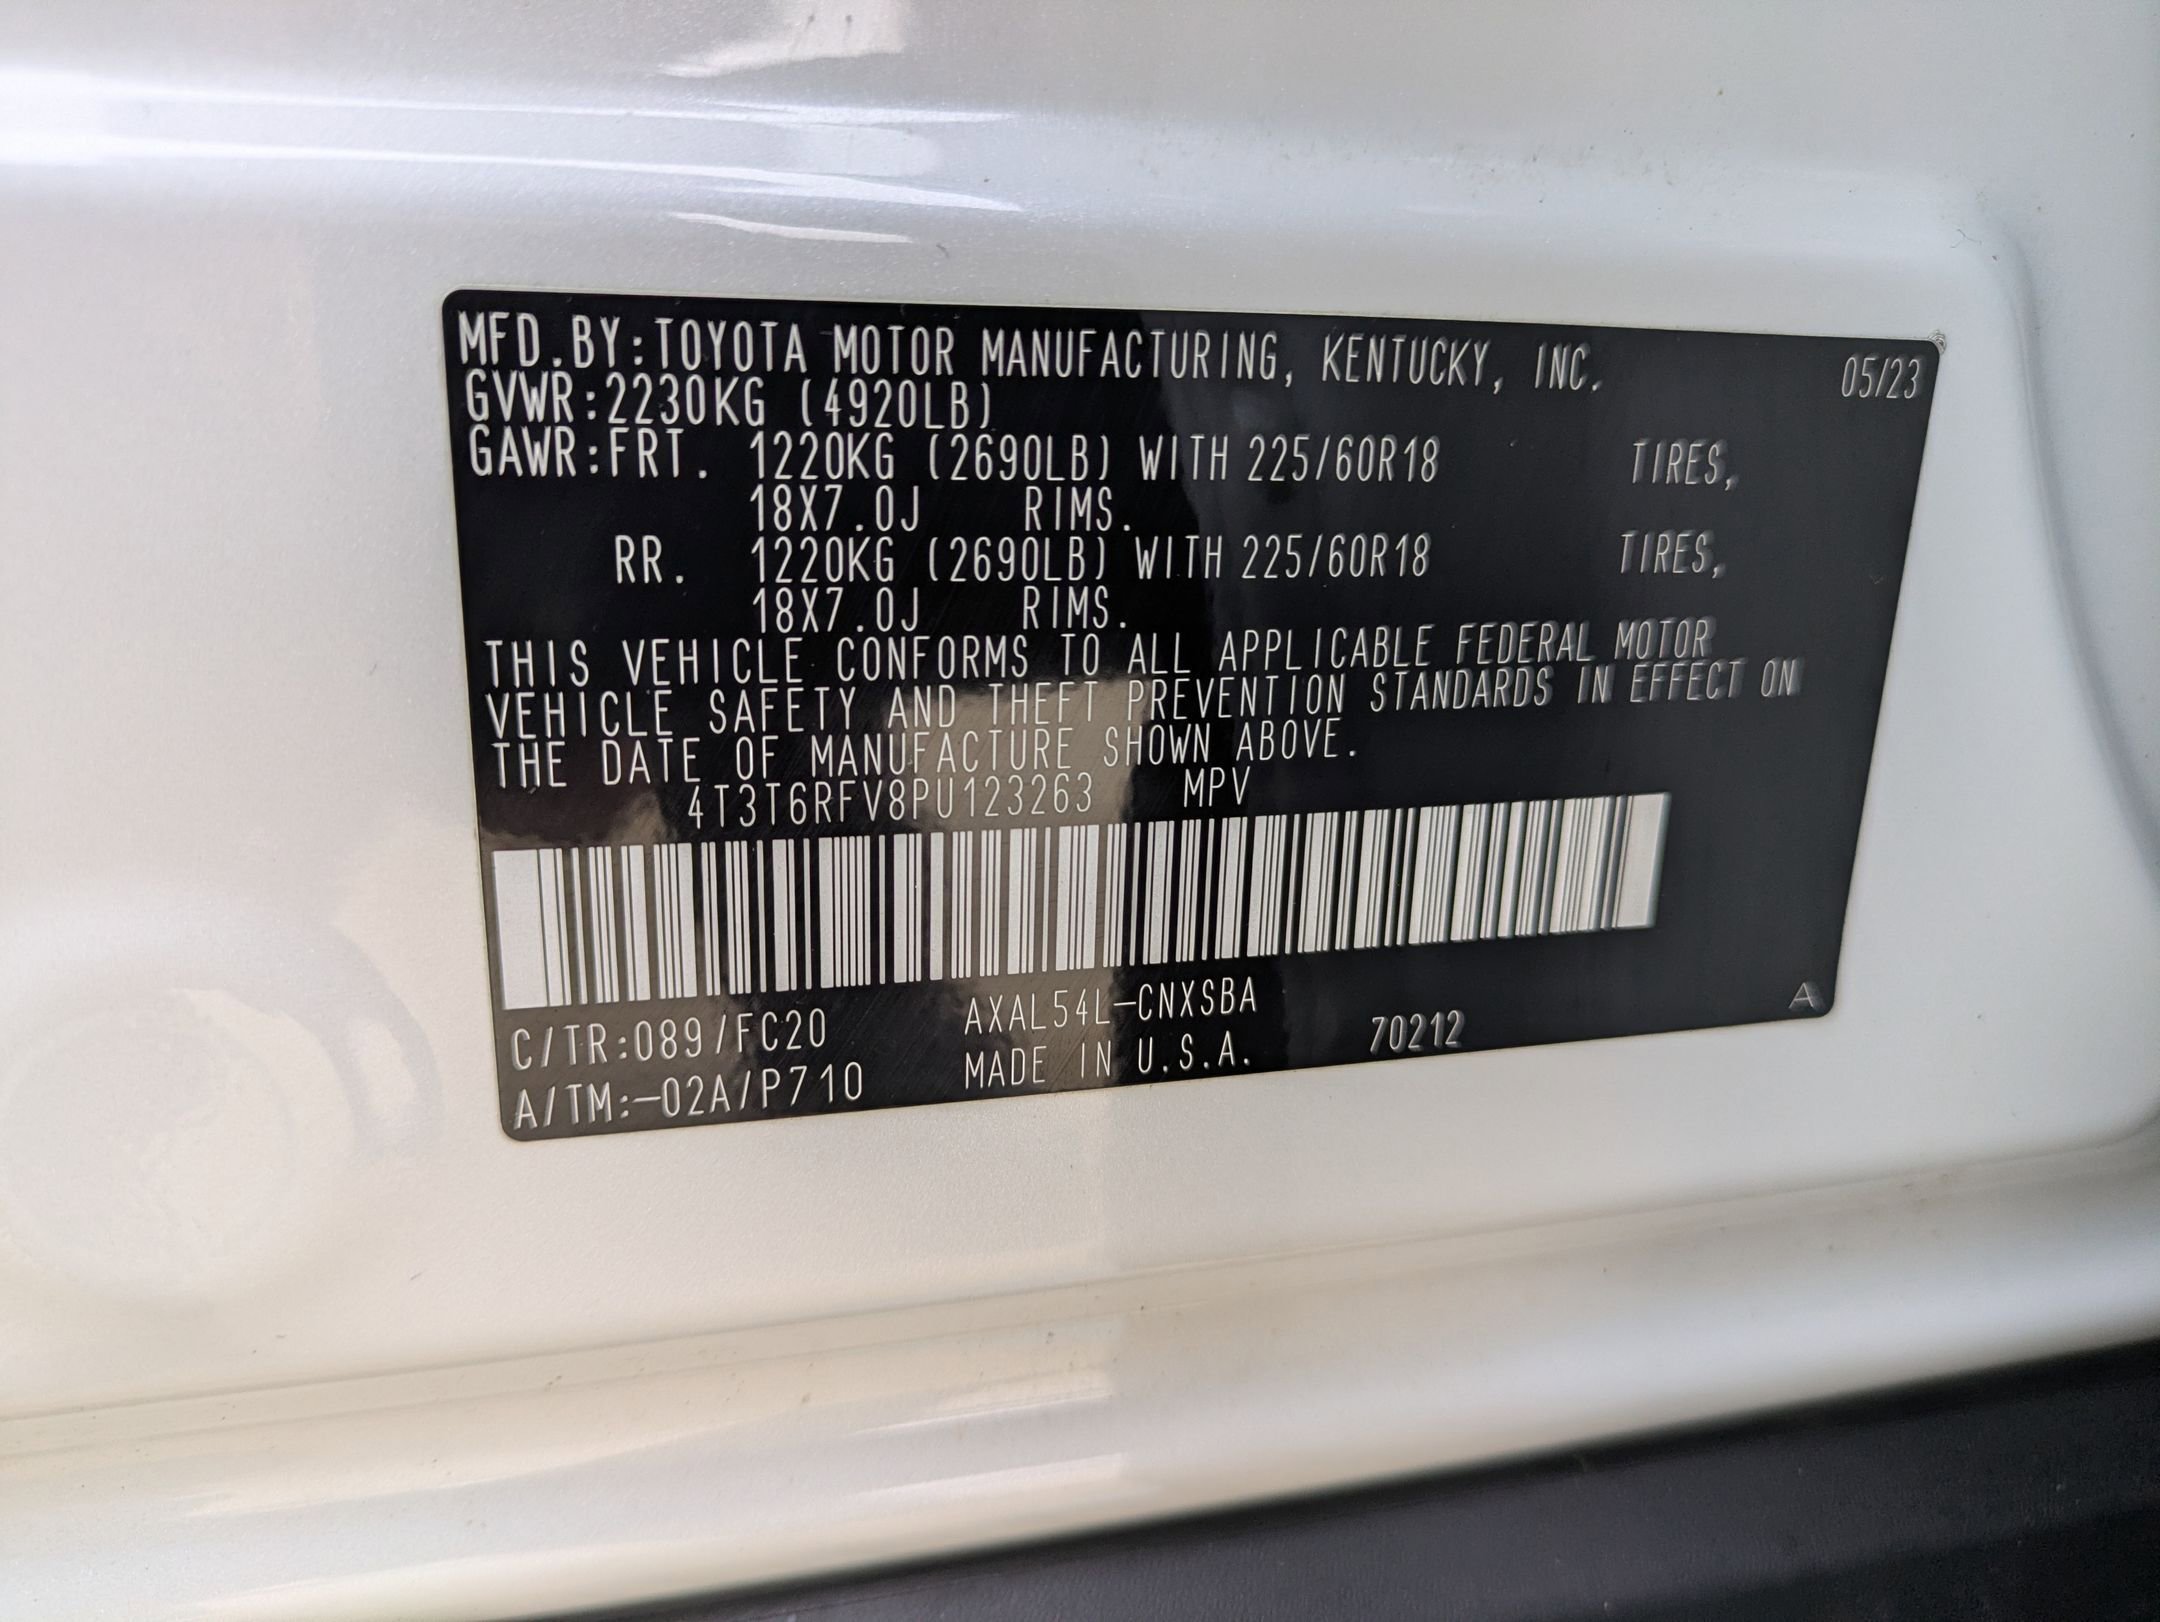 MFD.BY:TOYOTA MOTOR MANUFACTURING, KENTUCKY, INC. 05/23
GVWR:2230KG (4920LB)
GAWR:FRT. 1220KG (2690LB) WITH 225/60R18 TIRES,
18X7.0J RIMS.
RR. 1220KG (2690LB) WITH 225/60R18 TIRES,
18X7.0J RIMS.
THIS VEHICLE CONFORMS TO ALL APPLICABLE FEDERAL MOTOR
VEHICLE SAFETY AND THEFT PREVENTION STANDARDS IN EFFECT ON
THE DATE OF MANUFACTURE SHOWN ABOVE.
4T3T6RFV8PU123263 MPV
C/TR:089/FC20 AXAL54L-CNXSBA
A/TM:-02A/P710 MADE IN U.S.A. 70212 A